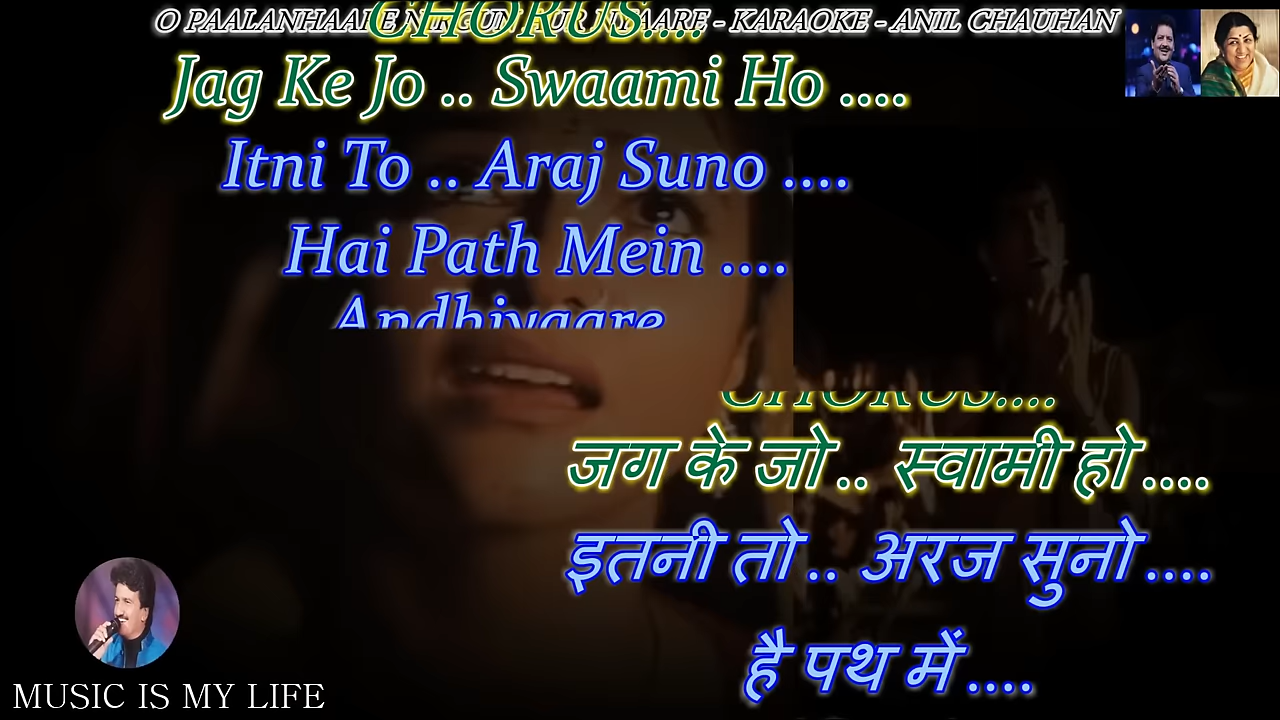 O PAALANHAARE NIRGUN AUR NYAARE - KARAOKE - ANIL CHAUHAN
CHORUS....
Jag Ke Jo .. Swaami Ho ....
Itni To .. Araj Suno ....
Hai Path Mein ....
Andhiyaare
CHORUS....
जग के जो .. स्वामी हो ....
इतनी तो .. अरज सुनो ....
है पथ में ....
MUSIC IS MY LIFE